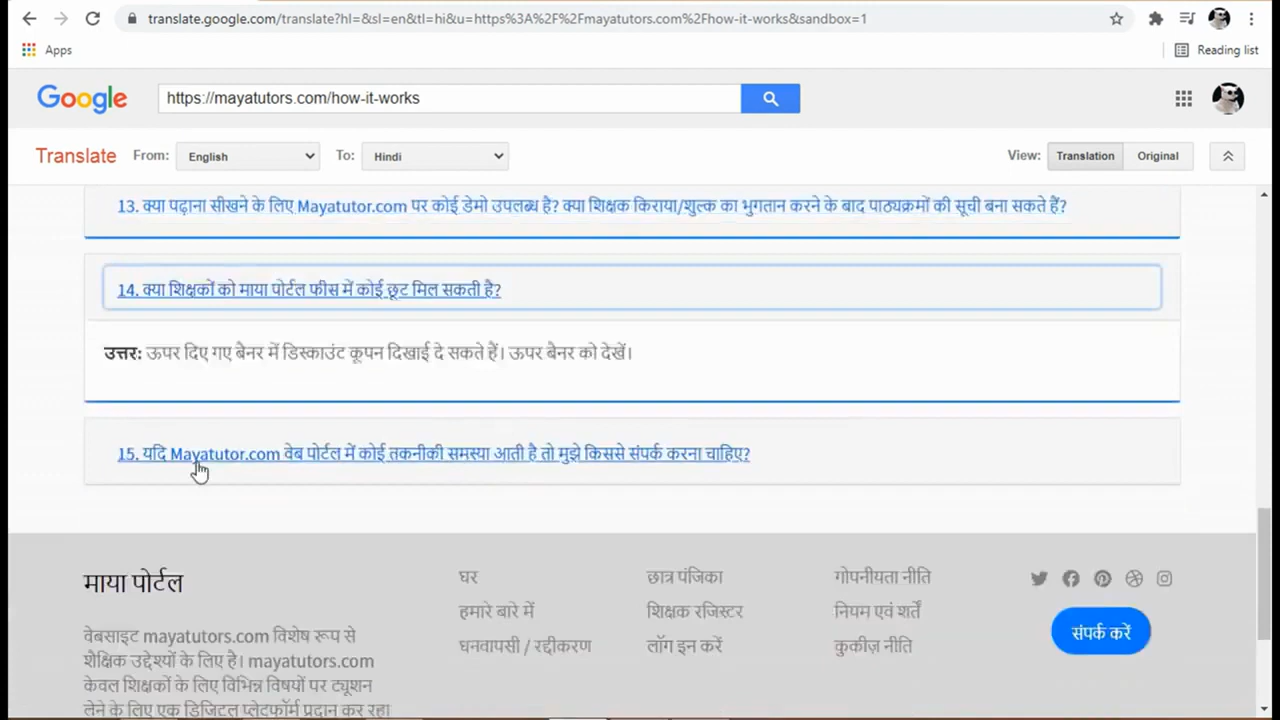 translate.google.com/translate?hl=&sl=en&tl=hi&u=https%3A%2F%2Fmayatutors.com%2Fhow-it-works&sandbox=1
Apps
Reading list
Google
https://mayatutors.com/how-it-works
Translate From: English To: Hindi View: Translation Original
13. क्या पढ़ाना सीखने के लिए Mayatutor.com पर कोई डेमो उपलब्ध है? क्या शिक्षक किराया/शुल्क का भुगतान करने के बाद पाठ्यक्रमों की सूची बना सकते हैं?
14. क्या शिक्षकों को माया पोर्टल फीस में कोई छूट मिल सकती है?
उत्तर: ऊपर दिए गए बैनर में डिस्काउंट कूपन दिखाई दे सकते हैं। ऊपर बैनर को देखें।
15. यदि Mayatutor.com वेब पोर्टल में कोई तकनीकी समस्या आती है तो मुझे किससे संपर्क करना चाहिए?
माया पोर्टल
वेबसाइट mayatutors.com विशेष रूप से
शैक्षिक उद्देश्यों के लिए है। mayatutors.com
केवल शिक्षकों के लिए विभिन्न विषयों पर ट्यूशन
लेने के लिए एक डिजिटल प्लेटफॉर्म प्रदान कर रहा
घर
हमारे बारे में
धनवापसी / रद्दीकरण
छात्र पंजिका
शिक्षक रजिस्टर
लॉग इन करें
गोपनीयता नीति
नियम एवं शर्तें
कुकीज़ नीति
संपर्क करें